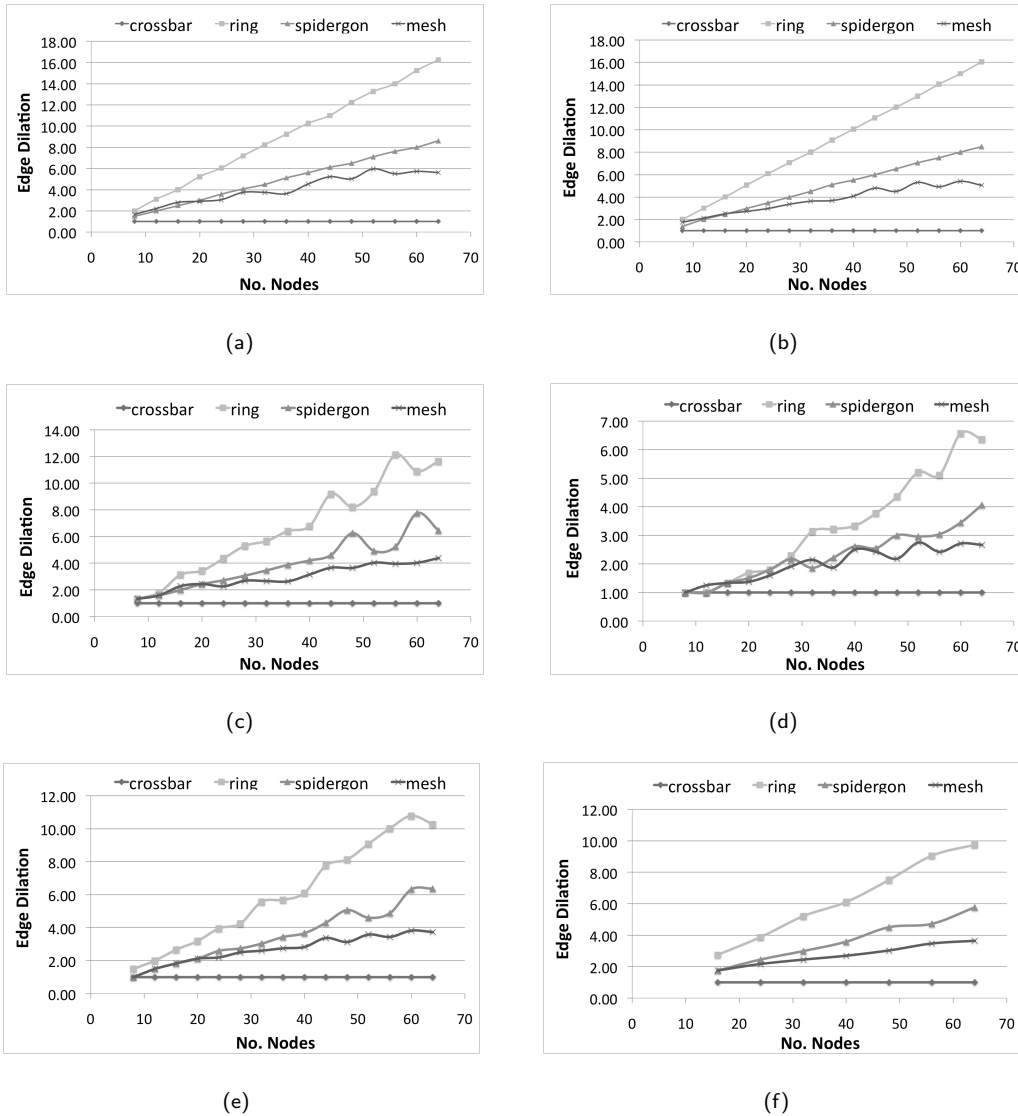 crossbar ring spidergon mesh
18.00
16.00
14.00
12.00
10.00
8.00
6.00
4.00
2.00
0.00
Edge Dilation
0 10 20 30 40 50 60 70
No. Nodes
(a)
crossbar ring spidergon mesh
18.00
16.00
14.00
12.00
10.00
8.00
6.00
4.00
2.00
0.00
Edge Dilation
0 10 20 30 40 50 60 70
No. Nodes
(b)
crossbar ring spidergon mesh
14.00
12.00
10.00
8.00
6.00
4.00
2.00
0.00
Edge Dilation
0 10 20 30 40 50 60 70
No. Nodes
(c)
crossbar ring spidergon mesh
7.00
6.00
5.00
4.00
3.00
2.00
1.00
0.00
Edge Dilation
0 10 20 30 40 50 60 70
No. Nodes
(d)
crossbar ring spidergon mesh
12.00
10.00
8.00
6.00
4.00
2.00
0.00
Edge Dilation
0 10 20 30 40 50 60 70
No. Nodes
(e)
crossbar ring spidergon mesh
12.00
10.00
8.00
6.00
4.00
2.00
0.00
Edge Dilation
0 10 20 30 40 50 60 70
No. Nodes
(f)